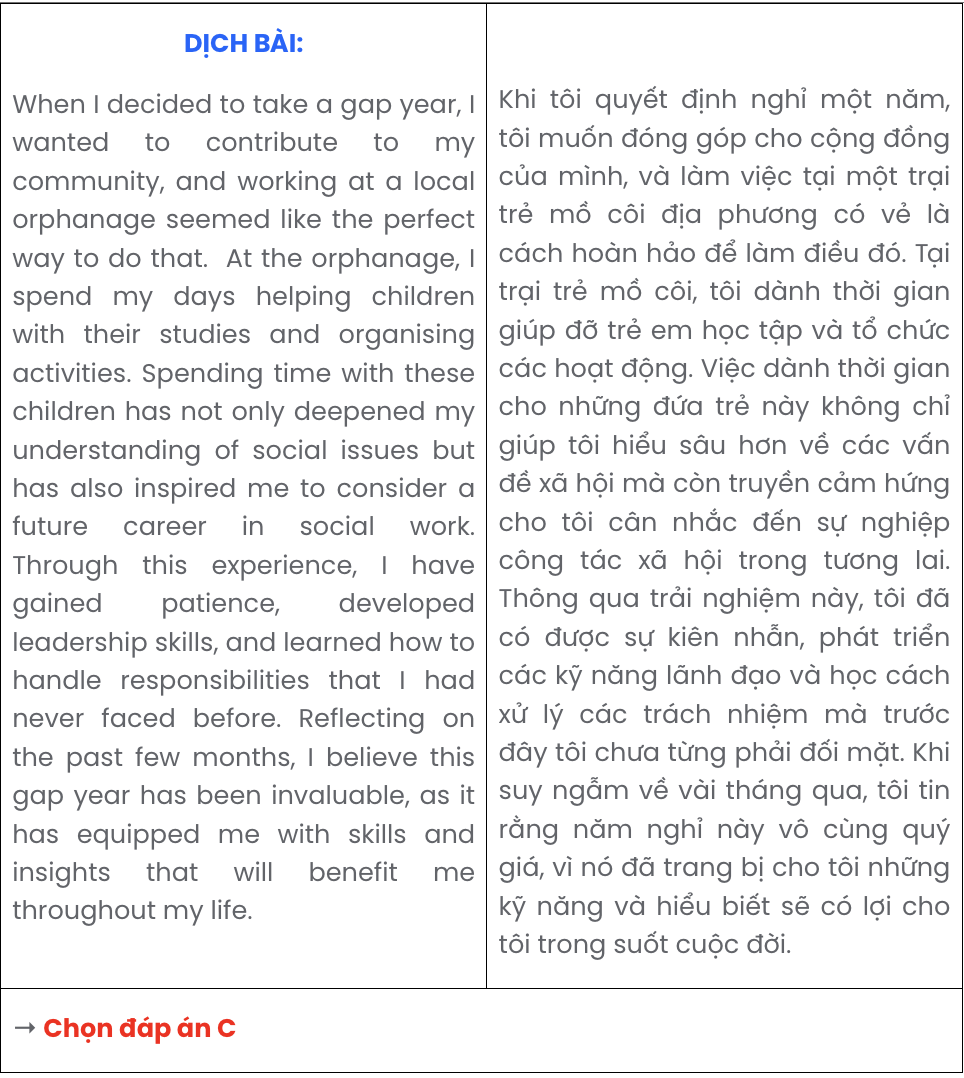 DỊCH BÀI:
When I decided to take a gap year, I
wanted to contribute to my
community, and working at a local
orphanage seemed like the perfect
way to do that. At the orphanage, I
spend my days helping children
with their studies and organising
activities. Spending time with these
children has not only deepened my
understanding of social issues but
has also inspired me to consider a
future career in social work.
Through this experience, I have
gained patience, developed
leadership skills, and learned how to
handle responsibilities that I had
never faced before. Reflecting on
the past few months, I believe this
gap year has been invaluable, as it
has equipped me with skills and
insights that will benefit me
throughout my life.
Khi tôi quyết định nghỉ một năm,
tôi muốn đóng góp cho cộng đồng
của mình, và làm việc tại một trại
trẻ mồ côi địa phương có vẻ là
cách hoàn hảo để làm điều đó. Tại
trại trẻ mồ côi, tôi dành thời gian
giúp đỡ trẻ em học tập và tổ chức
các hoạt động. Việc dành thời gian
cho những đứa trẻ này không chỉ
giúp tôi hiểu sâu hơn về các vấn
đề xã hội mà còn truyền cảm hứng
cho tôi cân nhắc đến sự nghiệp
công tác xã hội trong tương lai.
Thông qua trải nghiệm này, tôi đã
có được sự kiên nhẫn, phát triển
các kỹ năng lãnh đạo và học cách
xử lý các trách nhiệm mà trước
đây tôi chưa từng phải đối mặt. Khi
suy ngẫm về vài tháng qua, tôi tin
rằng năm nghỉ này vô cùng quý
giá, vì nó đã trang bị cho tôi những
kỹ năng và hiểu biết sẽ có lợi cho
tôi trong suốt cuộc đời.
→ Chọn đáp án C